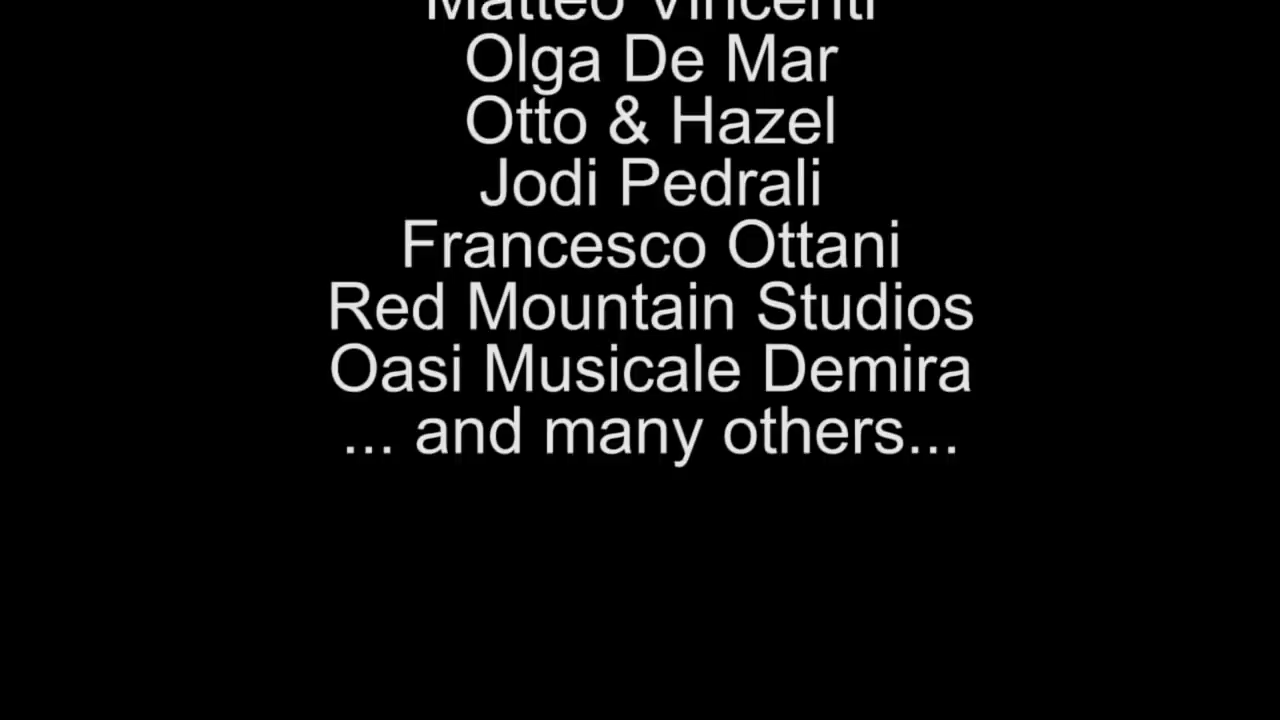 Matteo Vincenti
Olga De Mar
Otto & Hazel
Jodi Pedrali
Francesco Ottani
Red Mountain Studios
Oasi Musicale Demira
... and many others...